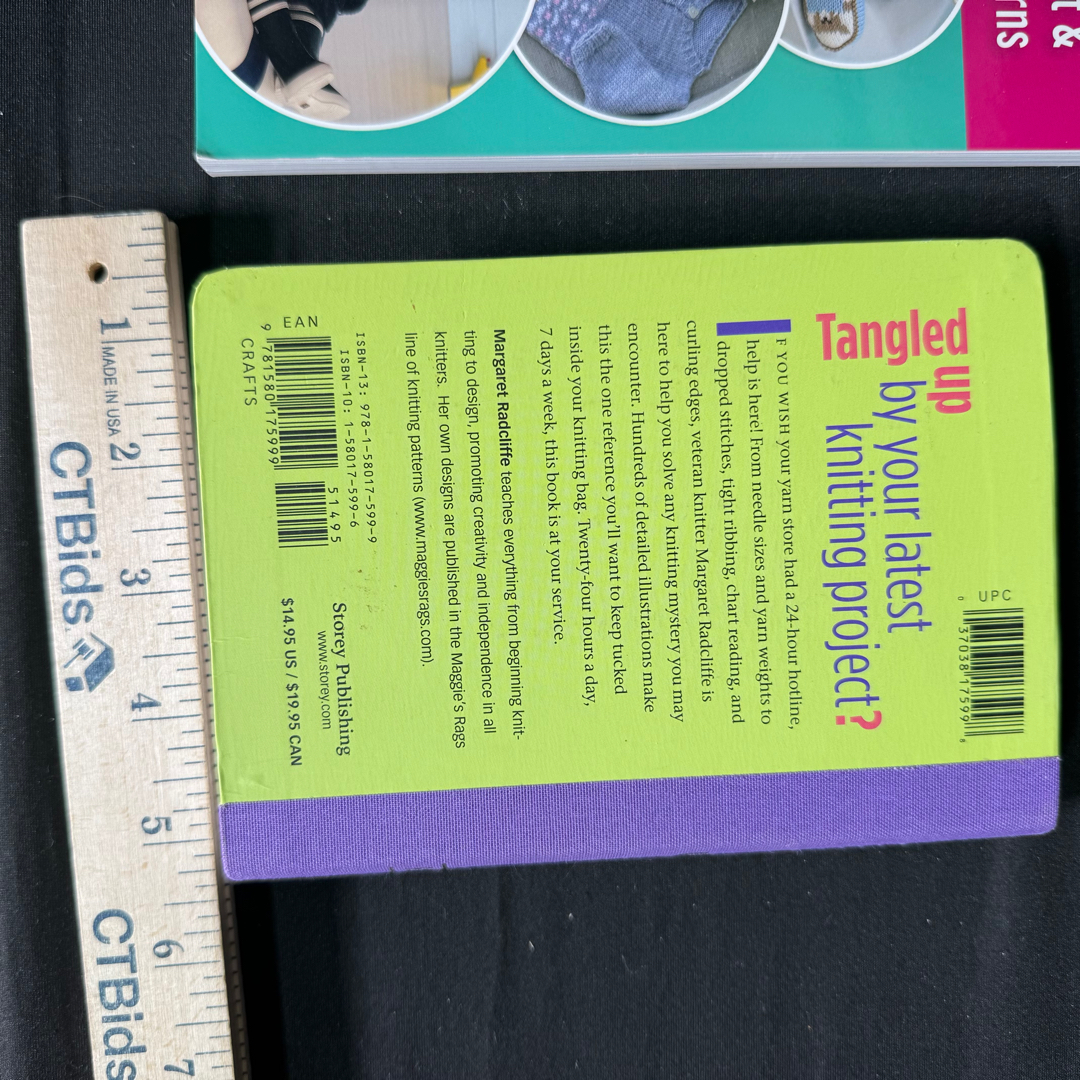 t &
rns
Tangled up
by your latest
knitting project?
UPC
0 37038 17599 8
IF YOU WISH your yarn store had a 24-hour hotline,
help is here! From needle sizes and yarn weights to
dropped stitches, tight ribbing, chart reading, and
curling edges, veteran knitter Margaret Radcliffe is
here to help you solve any knitting mystery you may
encounter. Hundreds of detailed illustrations make
this the one reference you'll want to keep tucked
inside your knitting bag. Twenty-four hours a day,
7 days a week, this book is at your service.
Margaret Radcliffe teaches everything from beginning knit-
ting to design, promoting creativity and independence in all
knitters. Her own designs are published in the Maggie's Rags
line of knitting patterns (www.maggiesrags.com).
ISBN-13: 978-1-58017-599-9
ISBN-10: 1-58017-599-6
51495
EAN
9 781580 175999
CRAFTS
Storey Publishing
www.storey.com
$14.95 US / $19.95 CAN
1 2 3 4 5 6 7
MADE IN USA
CTBids
CTBids